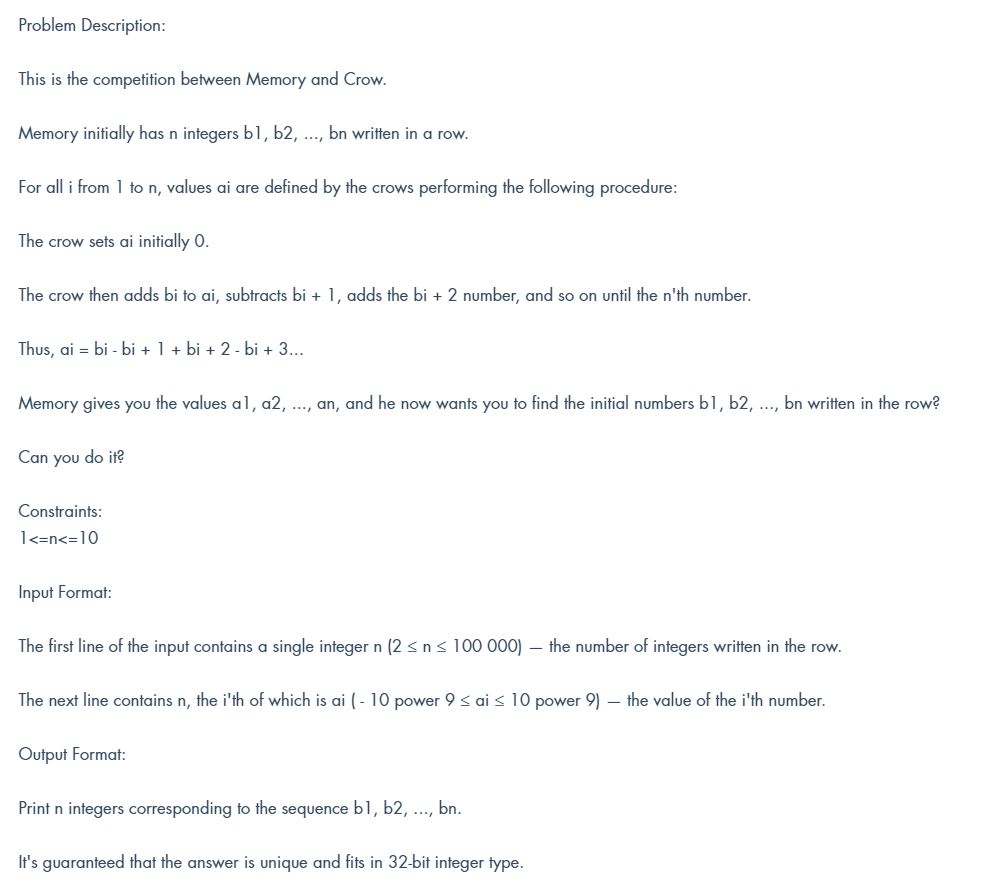 Problem Description:
This is the competition between Memory and Crow.
Memory initially has n integers b1, b2, ..., bn written in a row.
For all i from 1 to n, values ai are defined by the crows performing the following procedure:
The crow sets ai initially 0.
The crow then adds bi to ai, subtracts bi + 1, adds the bi + 2 number, and so on until the n'th number.
Thus, ai = bi - bi + 1 + bi + 2 - bi + 3...
Memory gives you the values a1, a2, ..., an, and he now wants you to find the initial numbers b1, b2, ..., bn written in the row?
Can you do it?
Constraints:
1<=n<=10
Input Format:
The first line of the input contains a single integer n (2 ≤ n ≤ 100 000) — the number of integers written in the row.
The next line contains n, the i'th of which is ai ( - 10 power 9 ≤ ai ≤ 10 power 9) — the value of the i'th number.
Output Format:
Print n integers corresponding to the sequence b1, b2, ..., bn.
It's guaranteed that the answer is unique and fits in 32-bit integer type.